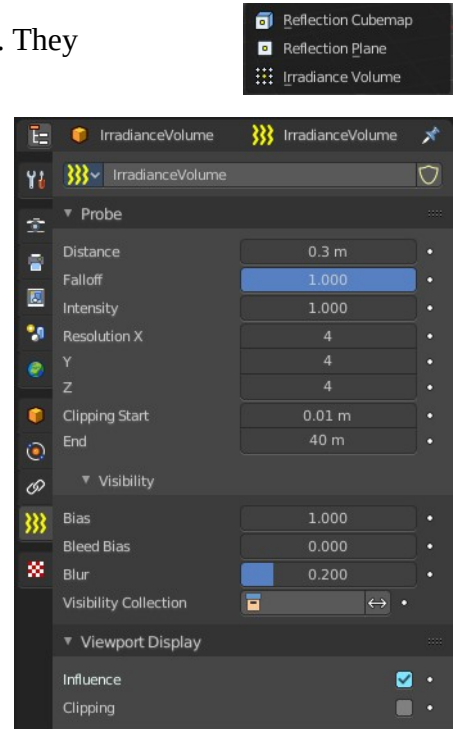 . They
Reflection Cubemap
Reflection Plane
Irradiance Volume
IrradianceVolume IrradianceVolume
IrradianceVolume
Probe
Distance 0.3 m
Falloff 1.000
Intensity 1.000
Resolution X 4
Y 4
Z 4
Clipping Start 0.01 m
End 40 m
Visibility
Bias 1.000
Bleed Bias 0.000
Blur 0.200
Visibility Collection
Viewport Display
Influence
Clipping